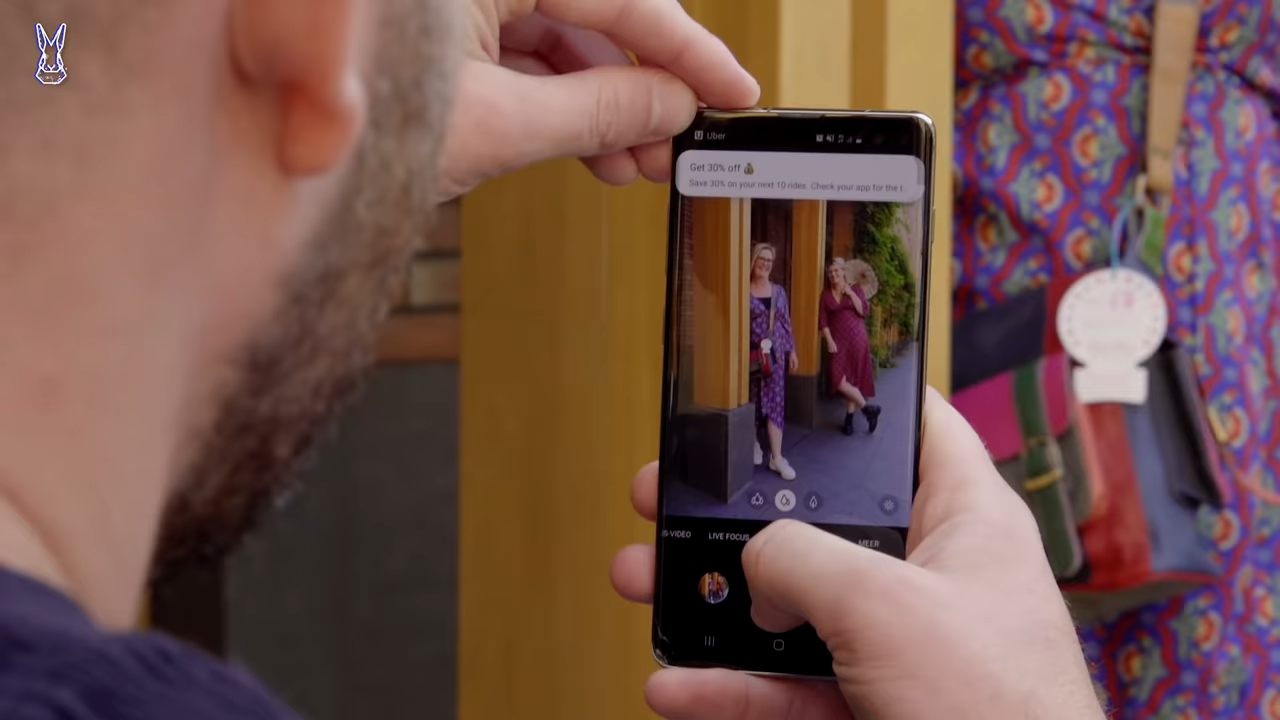 Uber
Get 30% off 💰
Save 30% on your next 10 rides. Check your app for the t
S-VIDEO LIVE FOCUS MEER